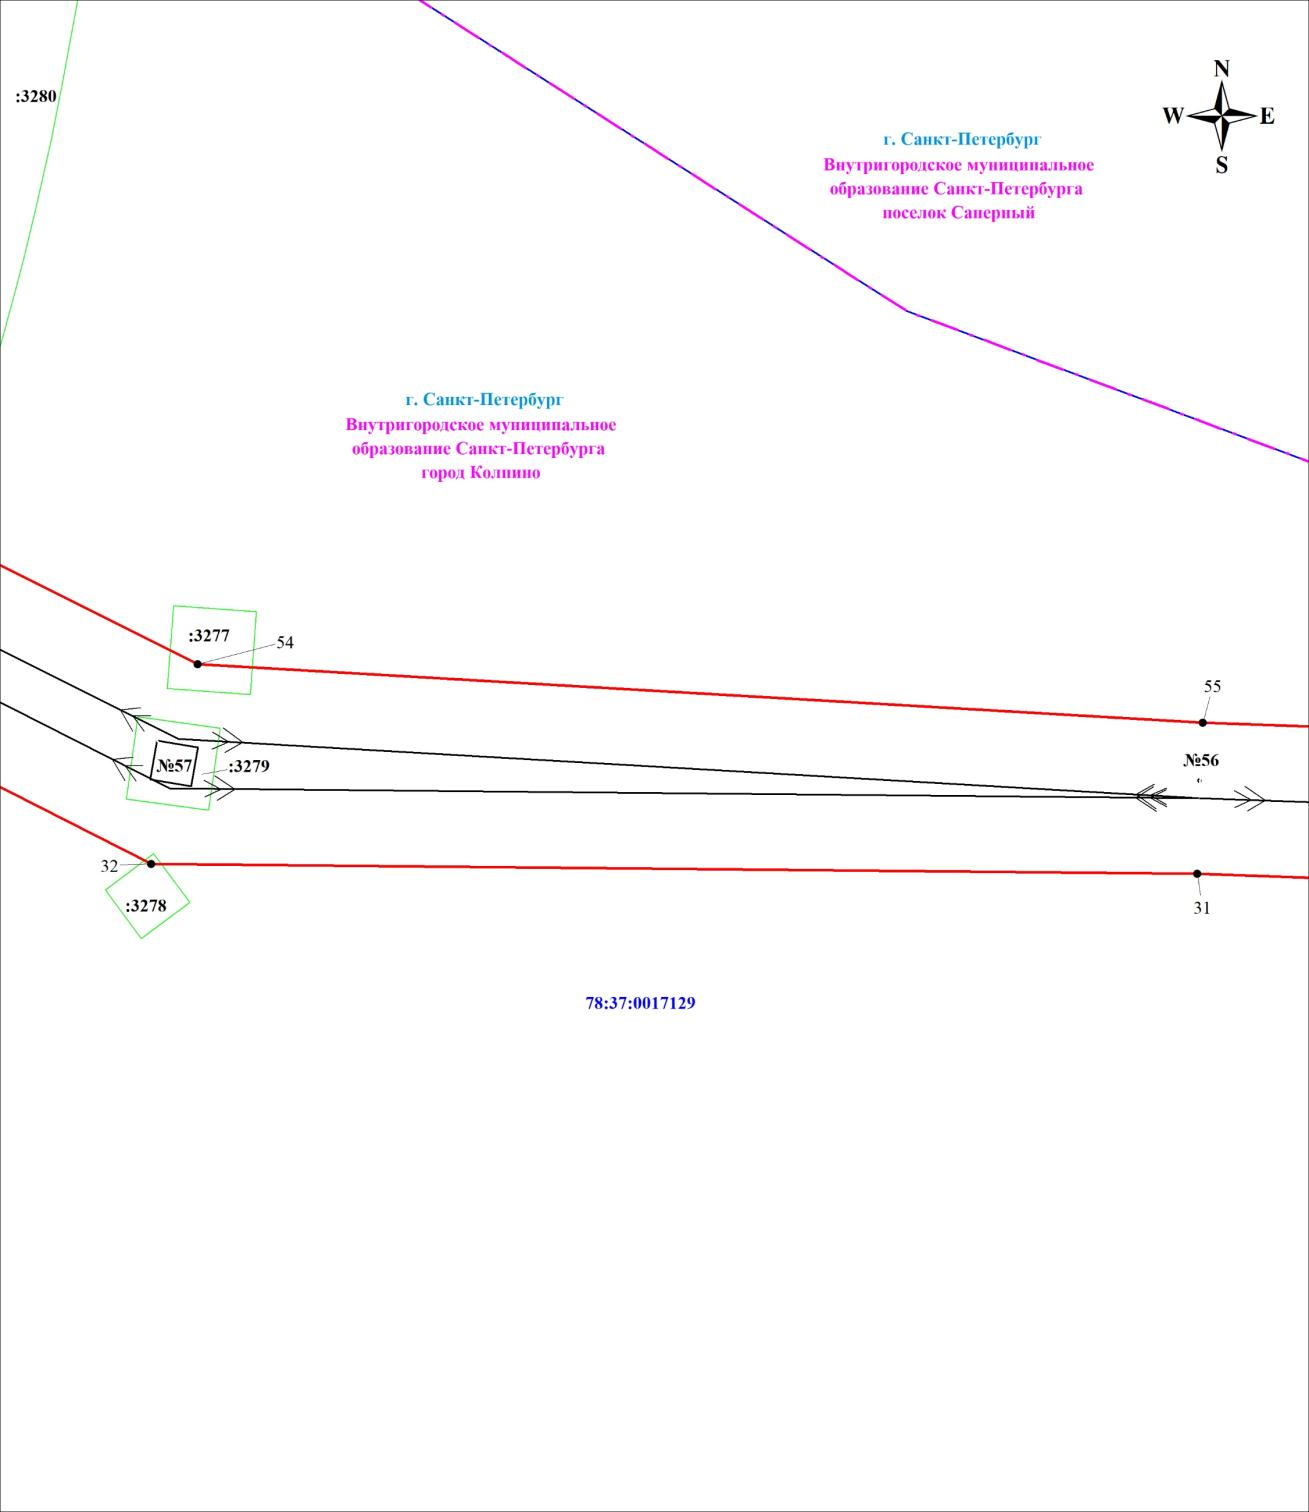 N
:3280
W E
г. Санкт-Петербург
Внутригородское муниципальное
образование Санкт-Петербурга
поселок Саперный
S
г. Санкт-Петербург
Внутригородское муниципальное
образование Санкт-Петербурга
город Колпино
:3277
54
55
№56
№57
:3279
32
:3278
31
78:37:0017129